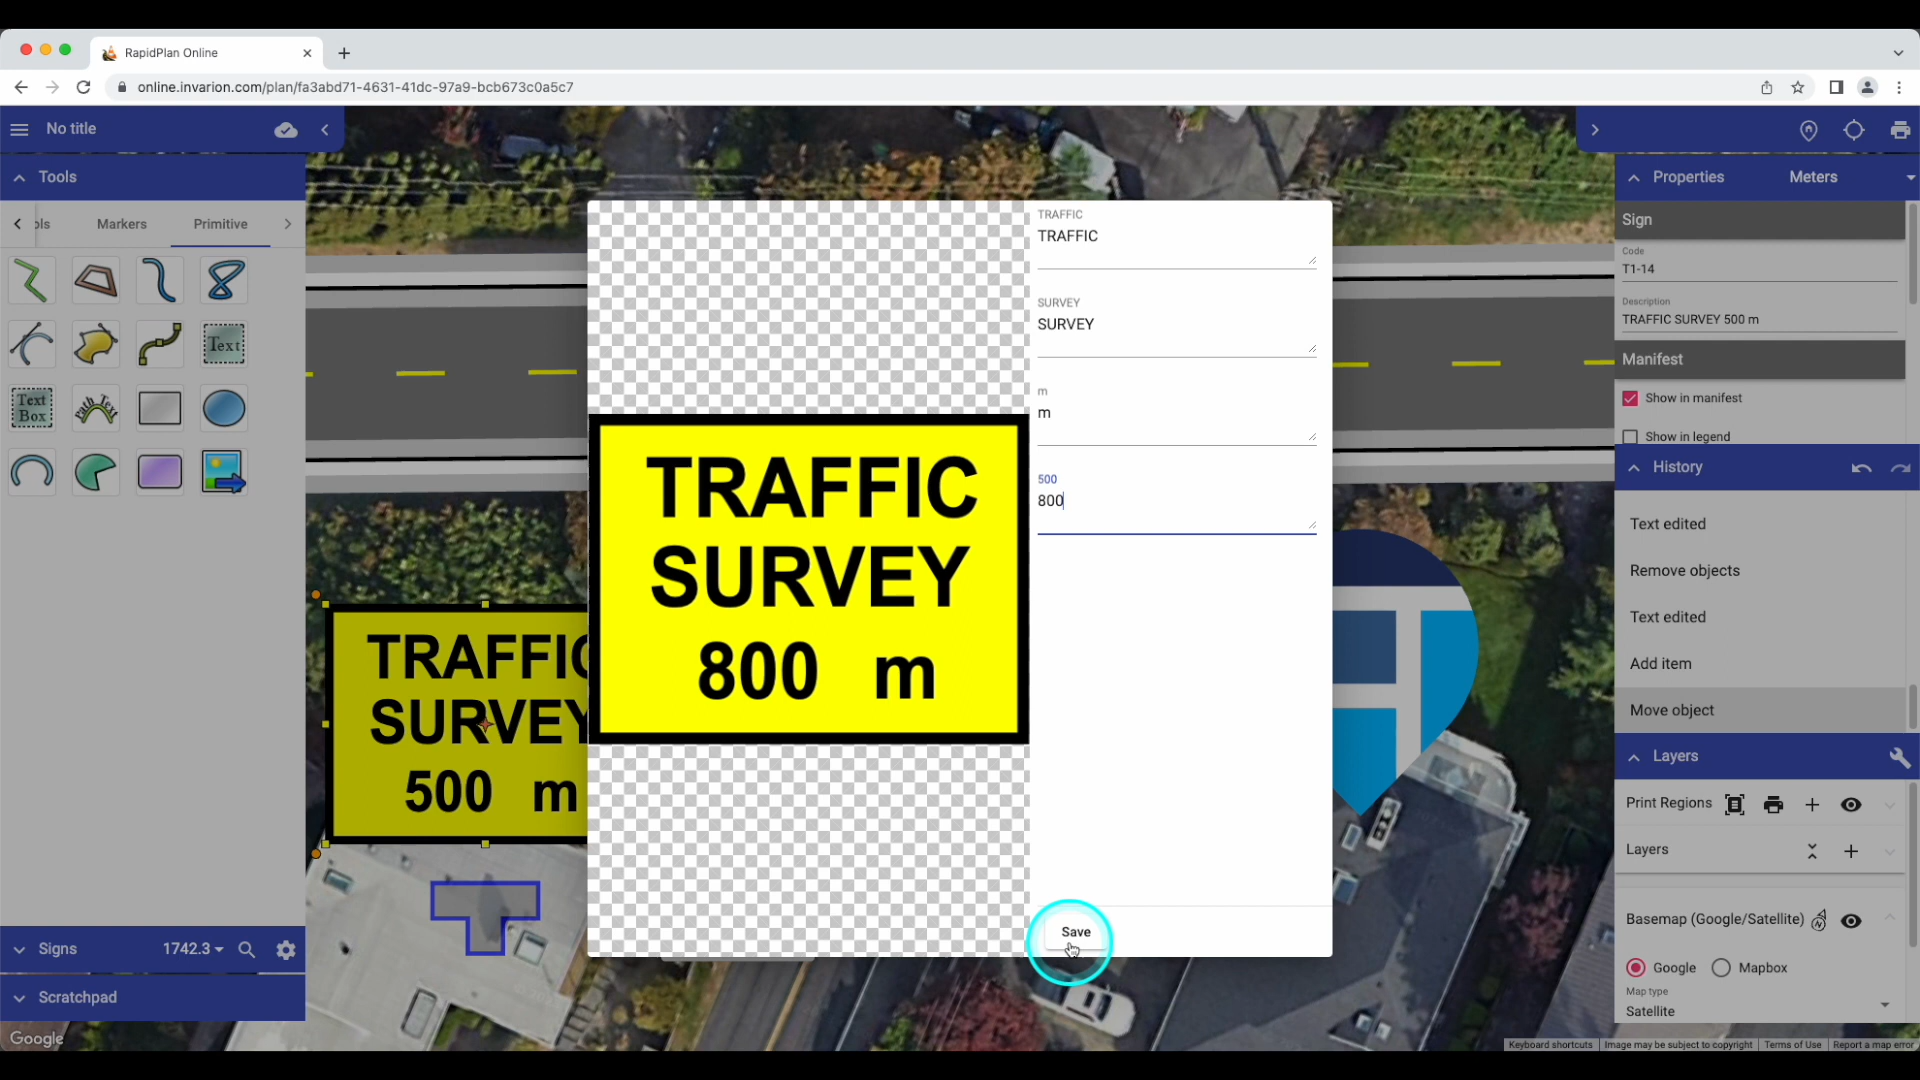 RapidPlan Online
online.invarion.com/plan/fa3abd71-4631-41dc-97a9-bcb673c0a5c7
No title
Tools
ols
Markers
Primitive
Text
Text
Box
Path Text
TRAFFIC
SURVEY
500 m
TRAFFIC
SURVEY
800 m
TRAFFIC
TRAFFIC
SURVEY
SURVEY
m
m
500
800
Save
Properties
Meters
Sign
Code
T1-14
Description
TRAFFIC SURVEY 500 m
Manifest
Show in manifest
Show in legend
History
Text edited
Remove objects
Text edited
Add item
Move object
Layers
Print Regions
Layers
Basemap (Google/Satellite)
Google
Mapbox
Map type
Satellite
Signs
1742.3
Scratchpad
Google
Keyboard shortcuts
Image may be subject to copyright
Terms of Use
Report a map error